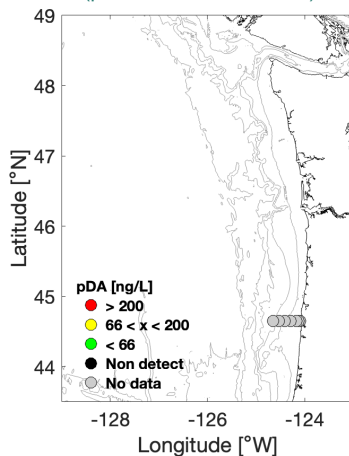 49
48
47
46
45
44
Latitude [°N]
pDA [ng/L]
> 200
66 < x < 200
< 66
Non detect
No data
-128
-126
-124
Longitude [°W]